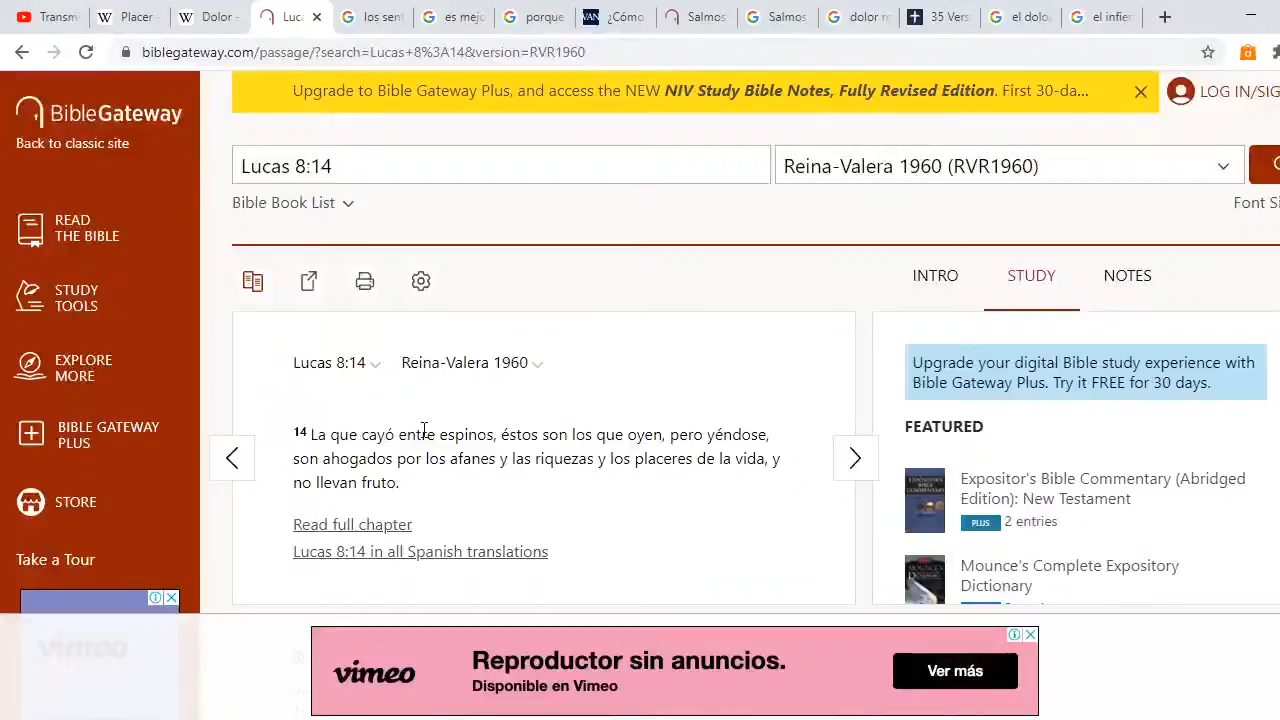 Transmi
Placer -
Dolor -
Luca
los sent
es mejo
porque
VAN
¿Cómo
Salmos
Salmos
dolor re
35 Vers
el dolo
el infier
biblegateway.com/passage/?search=Lucas+8%3A14&version=RVR1960
Upgrade to Bible Gateway Plus, and access the NEW NIV Study Bible Notes, Fully Revised Edition. First 30-da...
LOG IN/SIG
BibleGateway
Back to classic site
Lucas 8:14
Reina-Valera 1960 (RVR1960)
Bible Book List
Font Si
READ
THE BIBLE
STUDY
TOOLS
EXPLORE
MORE
BIBLE GATEWAY
PLUS
STORE
Take a Tour
INTRO
STUDY
NOTES
Lucas 8:14
Reina-Valera 1960
14 La que cayó entre espinos, éstos son los que oyen, pero yéndose,
son ahogados por los afanes y las riquezas y los placeres de la vida, y
no llevan fruto.
Read full chapter
Lucas 8:14 in all Spanish translations
Upgrade your digital Bible study experience with
Bible Gateway Plus. Try it FREE for 30 days.
FEATURED
Expositor's Bible Commentary (Abridged
Edition): New Testament
PLUS 2 entries
Mounce's Complete Expository
Dictionary
vimeo
vimeo
Reproductor sin anuncios.
Disponible en Vimeo
Ver más